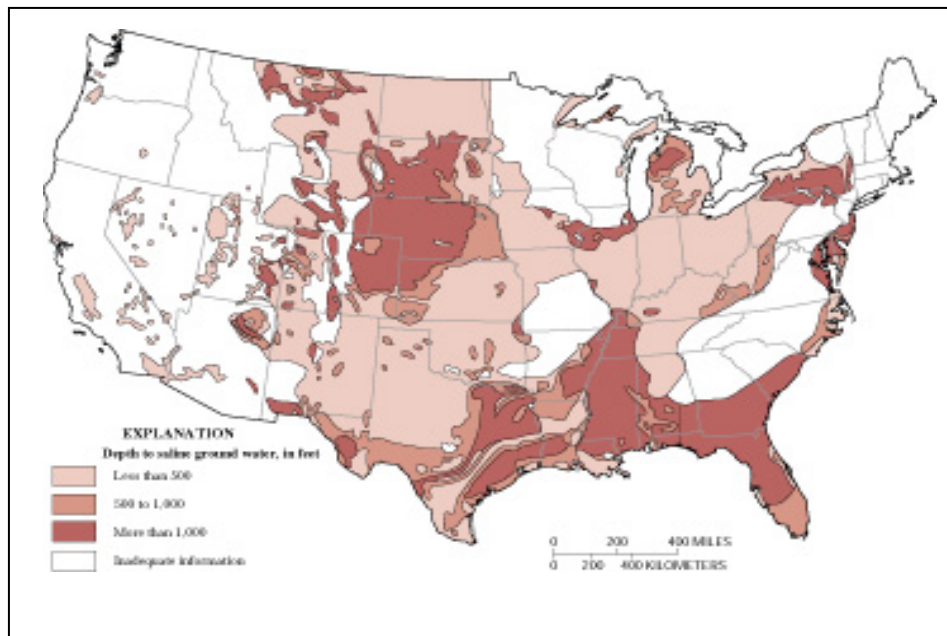 EXPLANATION
Depth to saline ground water, in feet
Less than 500
500 to 1,000
More than 1,000
Inadequate information
0 200 400 MILES
0 200 400 KILOMETERS